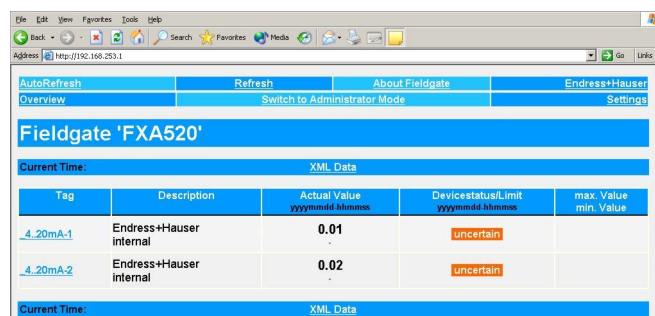 File Edit View Favorites Tools Help
Back Search Favorites Media
Address http://192.168.253.1 Go Links
AutoRefresh Refresh About Fieldgate Endress+Hauser
Overview Switch to Administrator Mode Settings
Fieldgate 'FXA520'
Current Time: XML Data
Tag Description Actual Value Devicestatus/Limit max. Value
yyyymmdd-hhmmss yyyymmdd-hhmmss min. Value
_4..20mA-1 Endress+Hauser 0.01 uncertain
internal -
_4..20mA-2 Endress+Hauser 0.02 uncertain
internal -
Current Time: XML Data